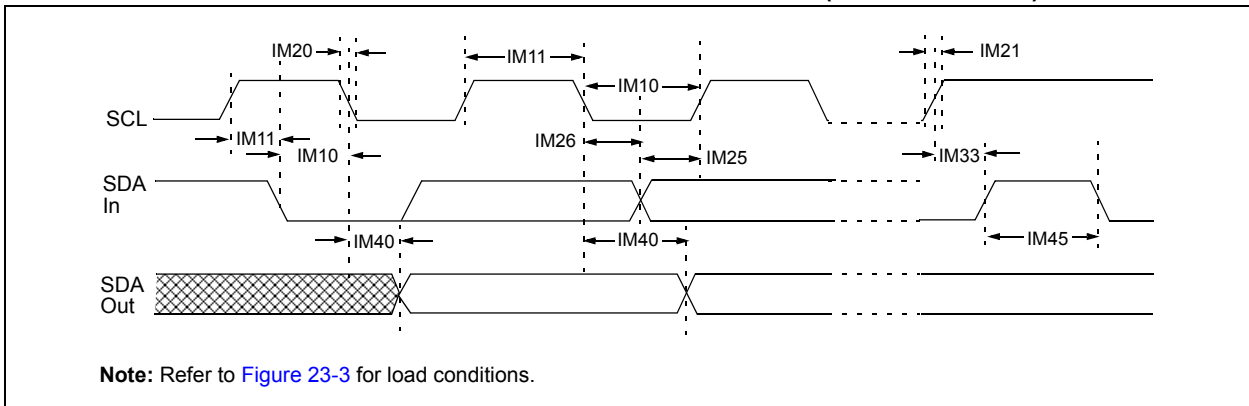 IM20
IM11
IM21
IM10
SCL
IM11
IM26
IM10
IM25
IM33
SDA
In
IM40
IM40
IM45
SDA
Out
Note: Refer to Figure 23-3 for load conditions.